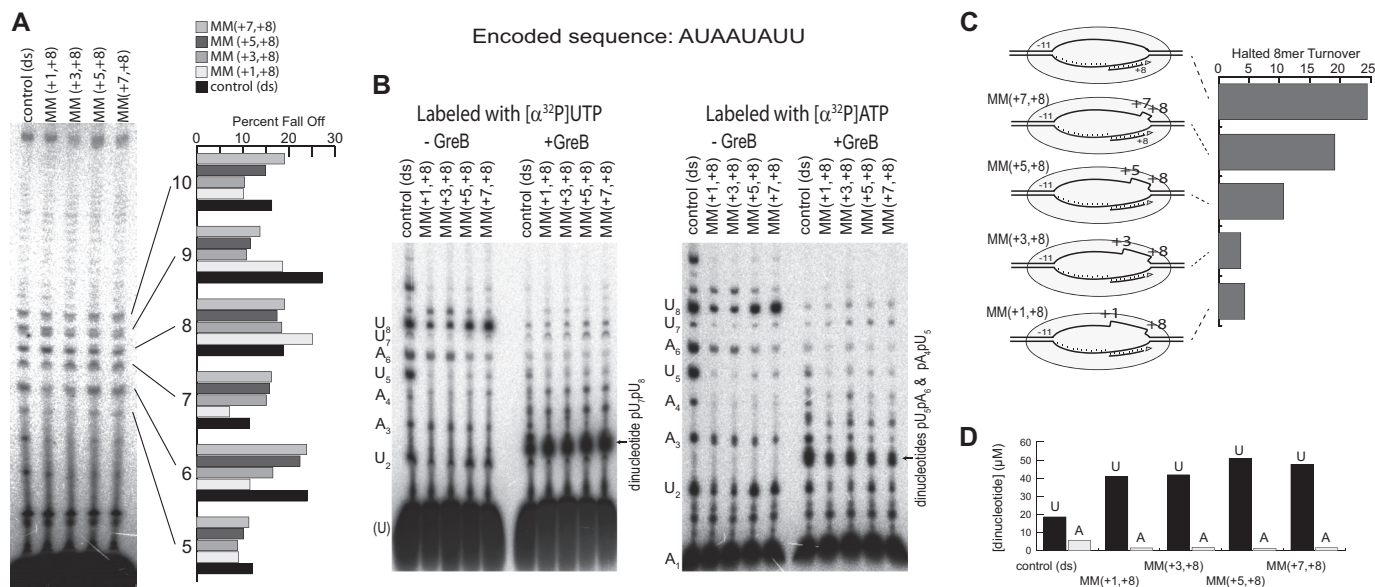 A
control (ds)
MM (+1,+8)
MM (+3,+8)
MM (+5,+8)
MM(+7,+8)
MM(+7,+8)
MM (+5,+8)
MM (+3,+8)
MM (+1,+8)
control (ds)
Percent Fall Off
0 10 20 30
10
9
8
7
6
5
Encoded sequence: AUAAUAUU
B
Labeled with [α³²P]UTP
- GreB +GreB
control (ds)
MM(+1,+8)
MM(+3,+8)
MM(+5,+8)
MM(+7,+8)
control (ds)
MM(+1,+8)
MM(+3,+8)
MM(+5,+8)
MM(+7,+8)
U₈
U₇
A₆
U₅
A₄
A₃
U₂
(U)
dinucleotide pU₇pU₈
Labeled with [α³²P]ATP
- GreB +GreB
control (ds)
MM(+1,+8)
MM(+3,+8)
MM(+5,+8)
MM(+7,+8)
control (ds)
MM(+1,+8)
MM(+3,+8)
MM(+5,+8)
MM(+7,+8)
U₈
U₇
A₆
U₅
A₄
A₃
U₂
A₁
dinucleotides pU₅pA₆ & pA₄pU₅
C
Halted 8mer Turnover
0 5 10 15 20 25
-11
+8
MM(+7,+8)
+7
+8
-11
+8
MM(+5,+8)
+5
+8
-11
MM(+3,+8)
+3
+8
-11
MM(+1,+8)
+1
+8
-11
D
[dinucleotide] (µM)
60
50
40
30
20
10
0
U A U A U A U A U A
control (ds)
MM(+1,+8)
MM(+3,+8)
MM(+5,+8)
MM(+7,+8)